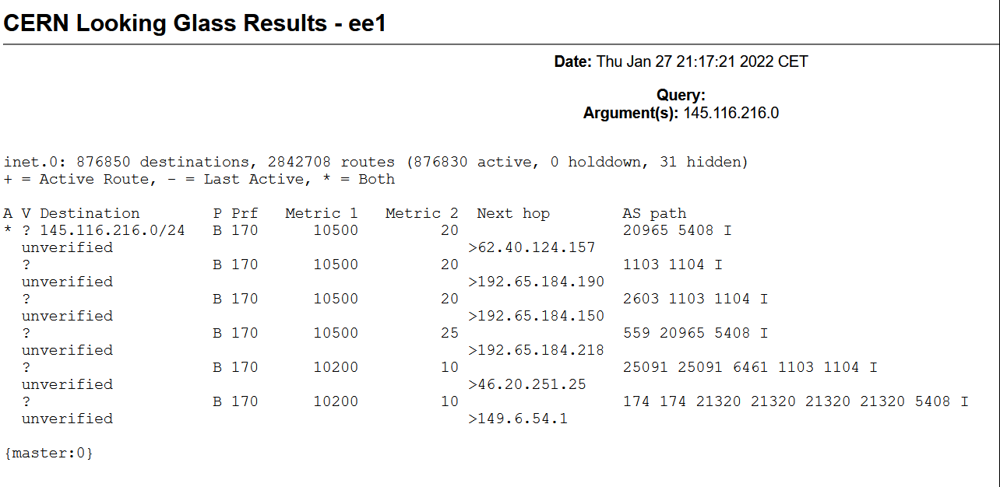 CERN Looking Glass Results - ee1
Date: Thu Jan 27 21:17:21 2022 CET
Query:
Argument(s): 145.116.216.0
inet.0: 876850 destinations, 2842708 routes (876830 active, 0 holddown, 31 hidden)
+ = Active Route, - = Last Active, * = Both
A V Destination        P Prf   Metric 1   Metric 2  Next hop        AS path
* ? 145.116.216.0/24   B 170      10500         20                  20965 5408 I
  unverified                                       >62.40.124.157
  ?                    B 170      10500         20                  1103 1104 I
  unverified                                       >192.65.184.190
  ?                    B 170      10500         20                  2603 1103 1104 I
  unverified                                       >192.65.184.150
  ?                    B 170      10500         25                  559 20965 5408 I
  unverified                                       >192.65.184.218
  ?                    B 170      10200         10                  25091 25091 6461 1103 1104 I
  unverified                                       >46.20.251.25
  ?                    B 170      10200         10                  174 174 21320 21320 21320 21320 5408 I
  unverified                                       >149.6.54.1
{master:0}